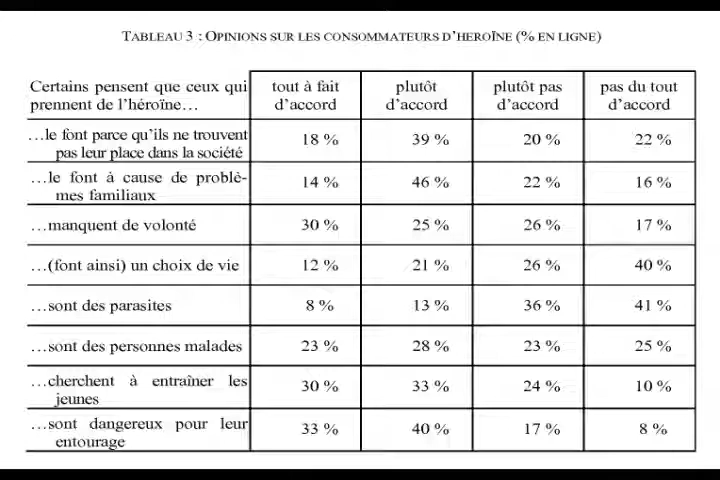 TABLEAU 3 : OPINIONS SUR LES CONSOMMATEURS D'HEROÏNE (% EN LIGNE)
Certains pensent que ceux qui prennent de l'héroïne… tout à fait d'accord plutôt d'accord plutôt pas d'accord pas du tout d'accord
…le font parce qu'ils ne trouvent pas leur place dans la société 18 % 39 % 20 % 22 %
…le font à cause de problè-
mes familiaux 14 % 46 % 22 % 16 %
…manquent de volonté 30 % 25 % 26 % 17 %
…(font ainsi) un choix de vie 12 % 21 % 26 % 40 %
…sont des parasites 8 % 13 % 36 % 41 %
…sont des personnes malades 23 % 28 % 23 % 25 %
…cherchent à entraîner les jeunes 30 % 33 % 24 % 10 %
…sont dangereux pour leur entourage 33 % 40 % 17 % 8 %